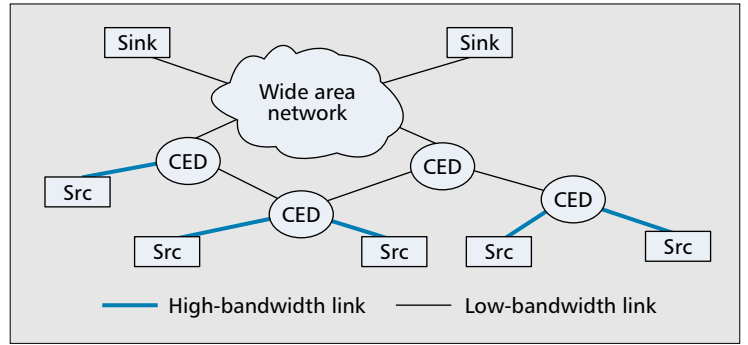 Sink
Sink
Wide area
network
CED
CED
Src
CED
CED
Src
Src
Src
Src
High-bandwidth link
Low-bandwidth link